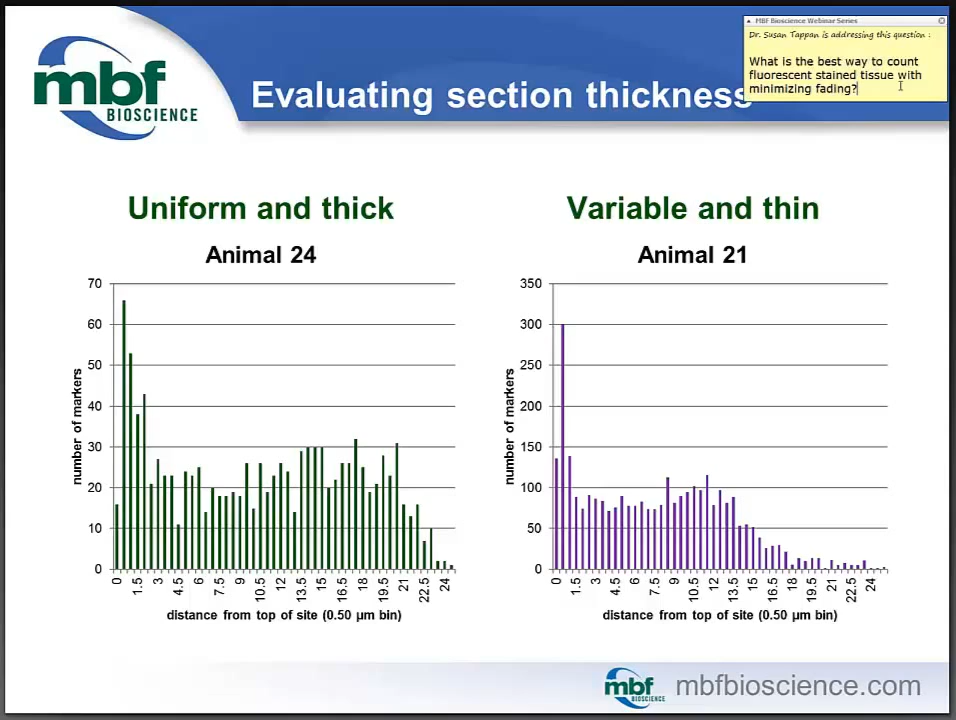 mbf
BIOSCIENCE
Evaluating section thickness
MBF Bioscience Webinar Series
Dr. Susan Tappan is addressing this question :
What is the best way to count
fluorescent stained tissue with
minimizing fading?
Uniform and thick
Animal 24
70
60
50
40
30
20
10
0
number of markers
0
1.5
3
4.5
6
7.5
9
10.5
12
13.5
15
16.5
18
19.5
21
22.5
24
distance from top of site (0.50 µm bin)
Variable and thin
Animal 21
350
300
250
200
150
100
50
0
number of markers
0
1.5
3
4.5
6
7.5
9
10.5
12
13.5
15
16.5
18
19.5
21
22.5
24
distance from top of site (0.50 µm bin)
mbf
BIOSCIENCE
mbfbioscience.com